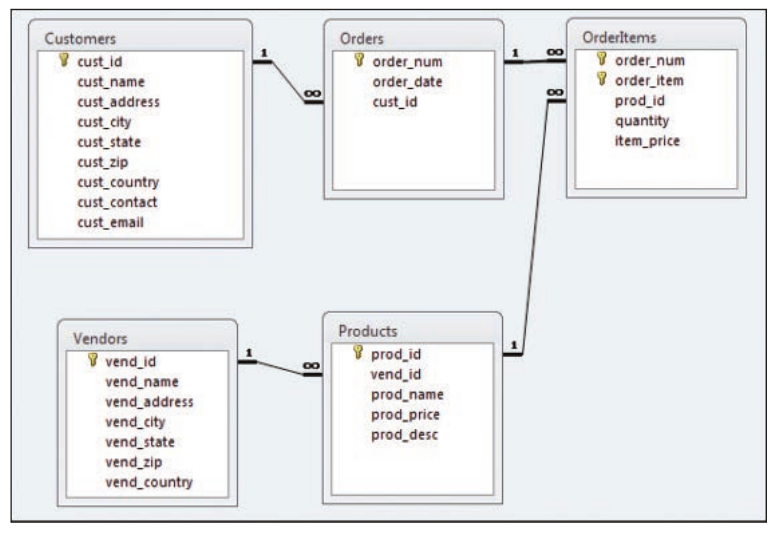 Customers
cust_id
cust_name
cust_address
cust_city
cust_state
cust_zip
cust_country
cust_contact
cust_email
1
∞
Orders
order_num
order_date
cust_id
1
∞
OrderItems
order_num
order_item
prod_id
quantity
item_price
∞
Vendors
vend_id
vend_name
vend_address
vend_city
vend_state
vend_zip
vend_country
1
∞
Products
prod_id
vend_id
prod_name
prod_price
prod_desc
1